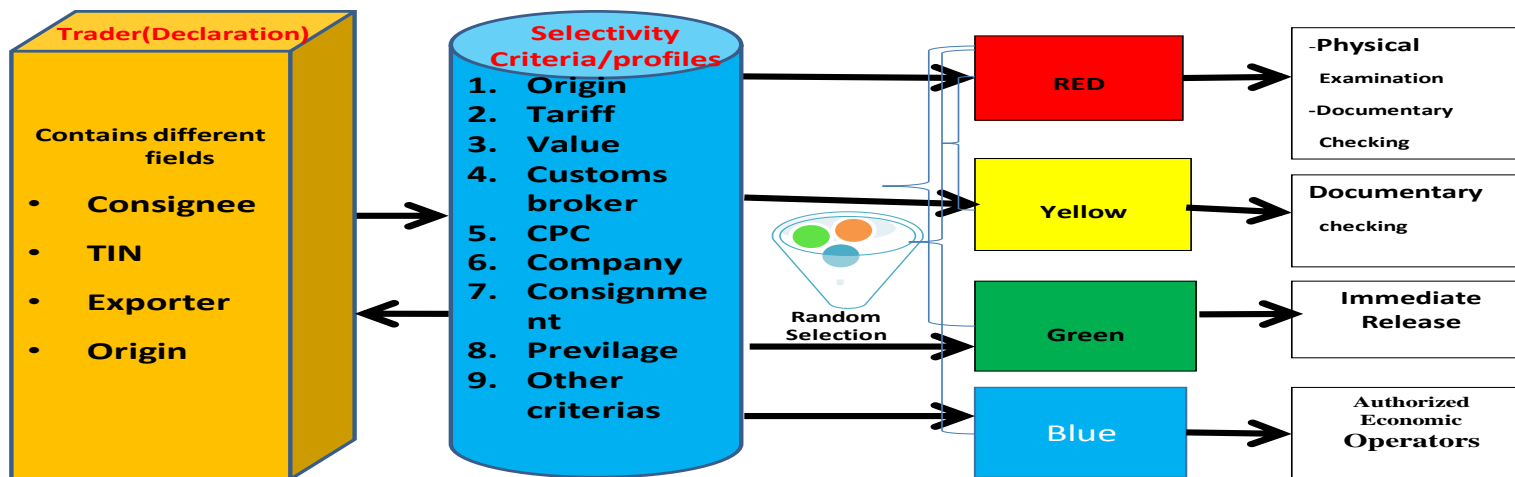 Trader(Declaration)
Contains different
fields
• Consignee
• TIN
• Exporter
• Origin
Selectivity
Criteria/profiles
1. Origin
2. Tariff
3. Value
4. Customs
broker
5. CPC
6. Company
7. Consignme
nt
8. Previlage
9. Other
criterias
Random
Selection
RED
Yellow
Green
Blue
-Physical
Examination
-Documentary
Checking
Documentary
checking
Immediate
Release
Authorized
Economic
Operators